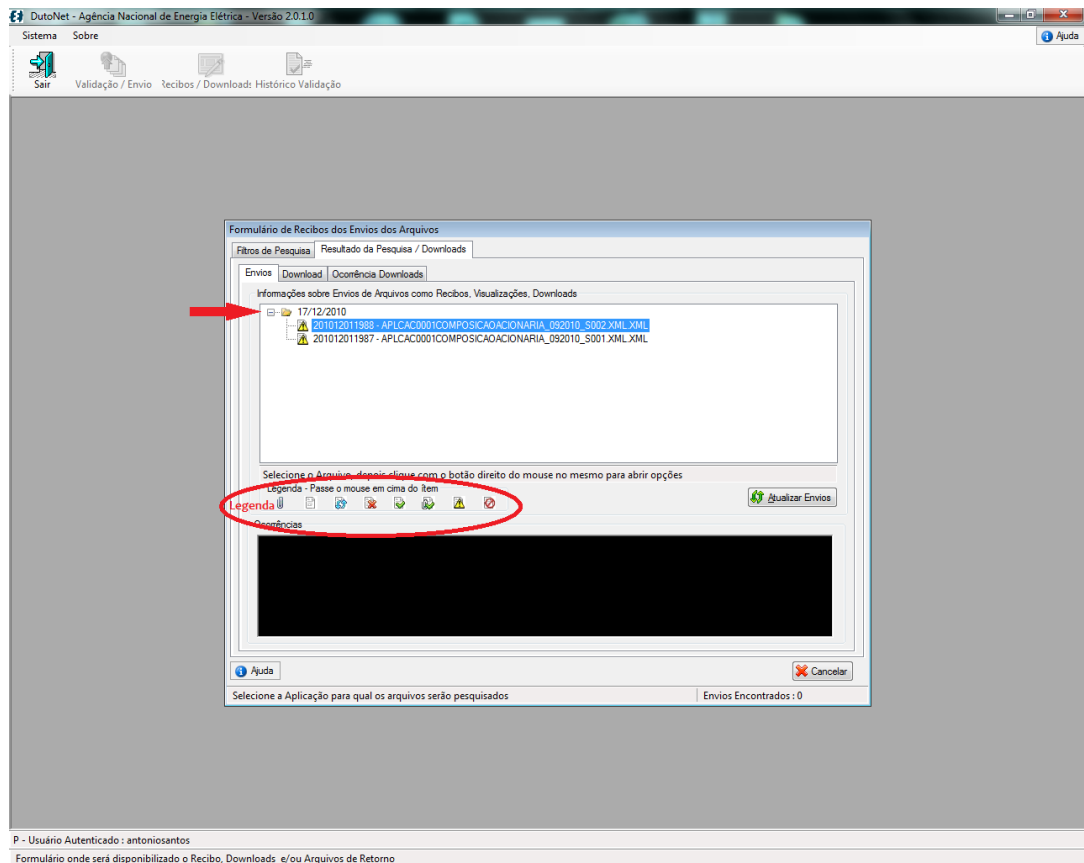 DutoNet - Agência Nacional de Energia Elétrica - Versão 2.0.1.0
Sistema Sobre
Ajuda
Sair Validação / Envio Recibos / Download: Histórico Validação
Formulário de Recibos dos Envios dos Arquivos
Filtros de Pesquisa Resultado da Pesquisa / Downloads
Envios Download Ocorrência Downloads
Informações sobre Envios de Arquivos como Recibos, Visualizações, Downloads
17/12/2010
201012011988 - APLCAC0001COMPOSICAOACIONARIA_092010_S002.XML.XML
201012011987 - APLCAC0001COMPOSICAOACIONARIA_092010_S001.XML.XML
Selecione o Arquivo, depois clique com o botão direito do mouse no mesmo para abrir opções
Legenda - Passe o mouse em cima do ítem
Legenda
Atualizar Envios
Ocorrências
Ajuda
Cancelar
Selecione a Aplicação para qual os arquivos serão pesquisados
Envios Encontrados : 0
P - Usuário Autenticado : antoniosantos
Formulário onde será disponibilizado o Recibo, Downloads e/ou Arquivos de Retorno